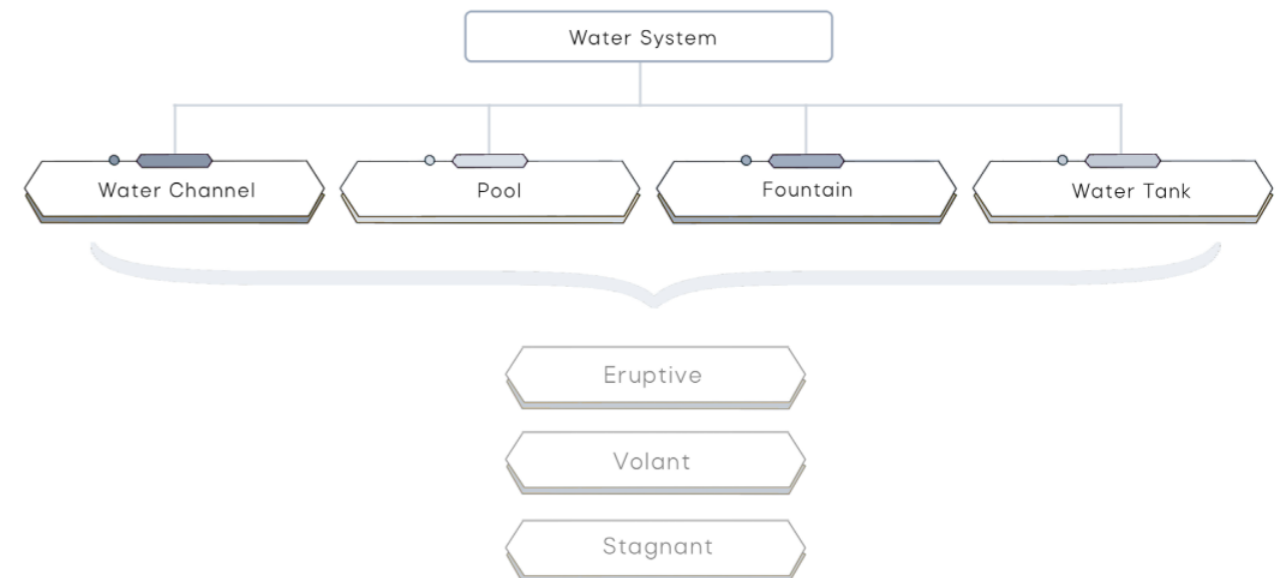 Water System
Water Channel
Pool
Fountain
Water Tank
Eruptive
Volant
Stagnant